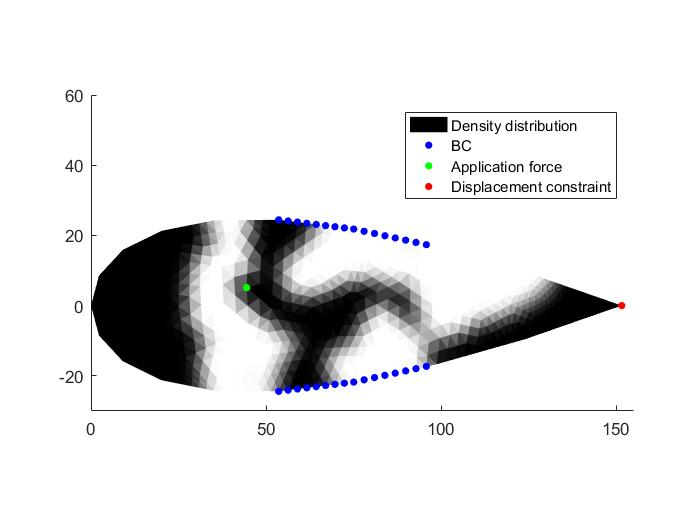 60
40
20
0
-20
0
50
100
150
Density distribution
BC
Application force
Displacement constraint